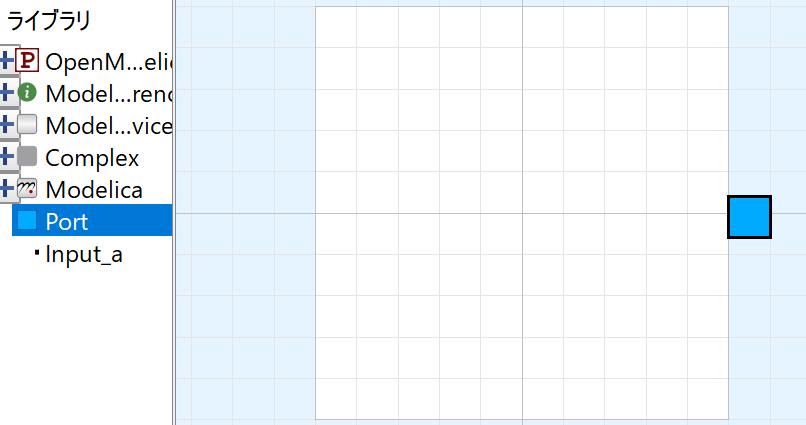 ライブラリ
P OpenM...elic
i Model...renc
Model...vice
Complex
m Modelica
Port
Input_a